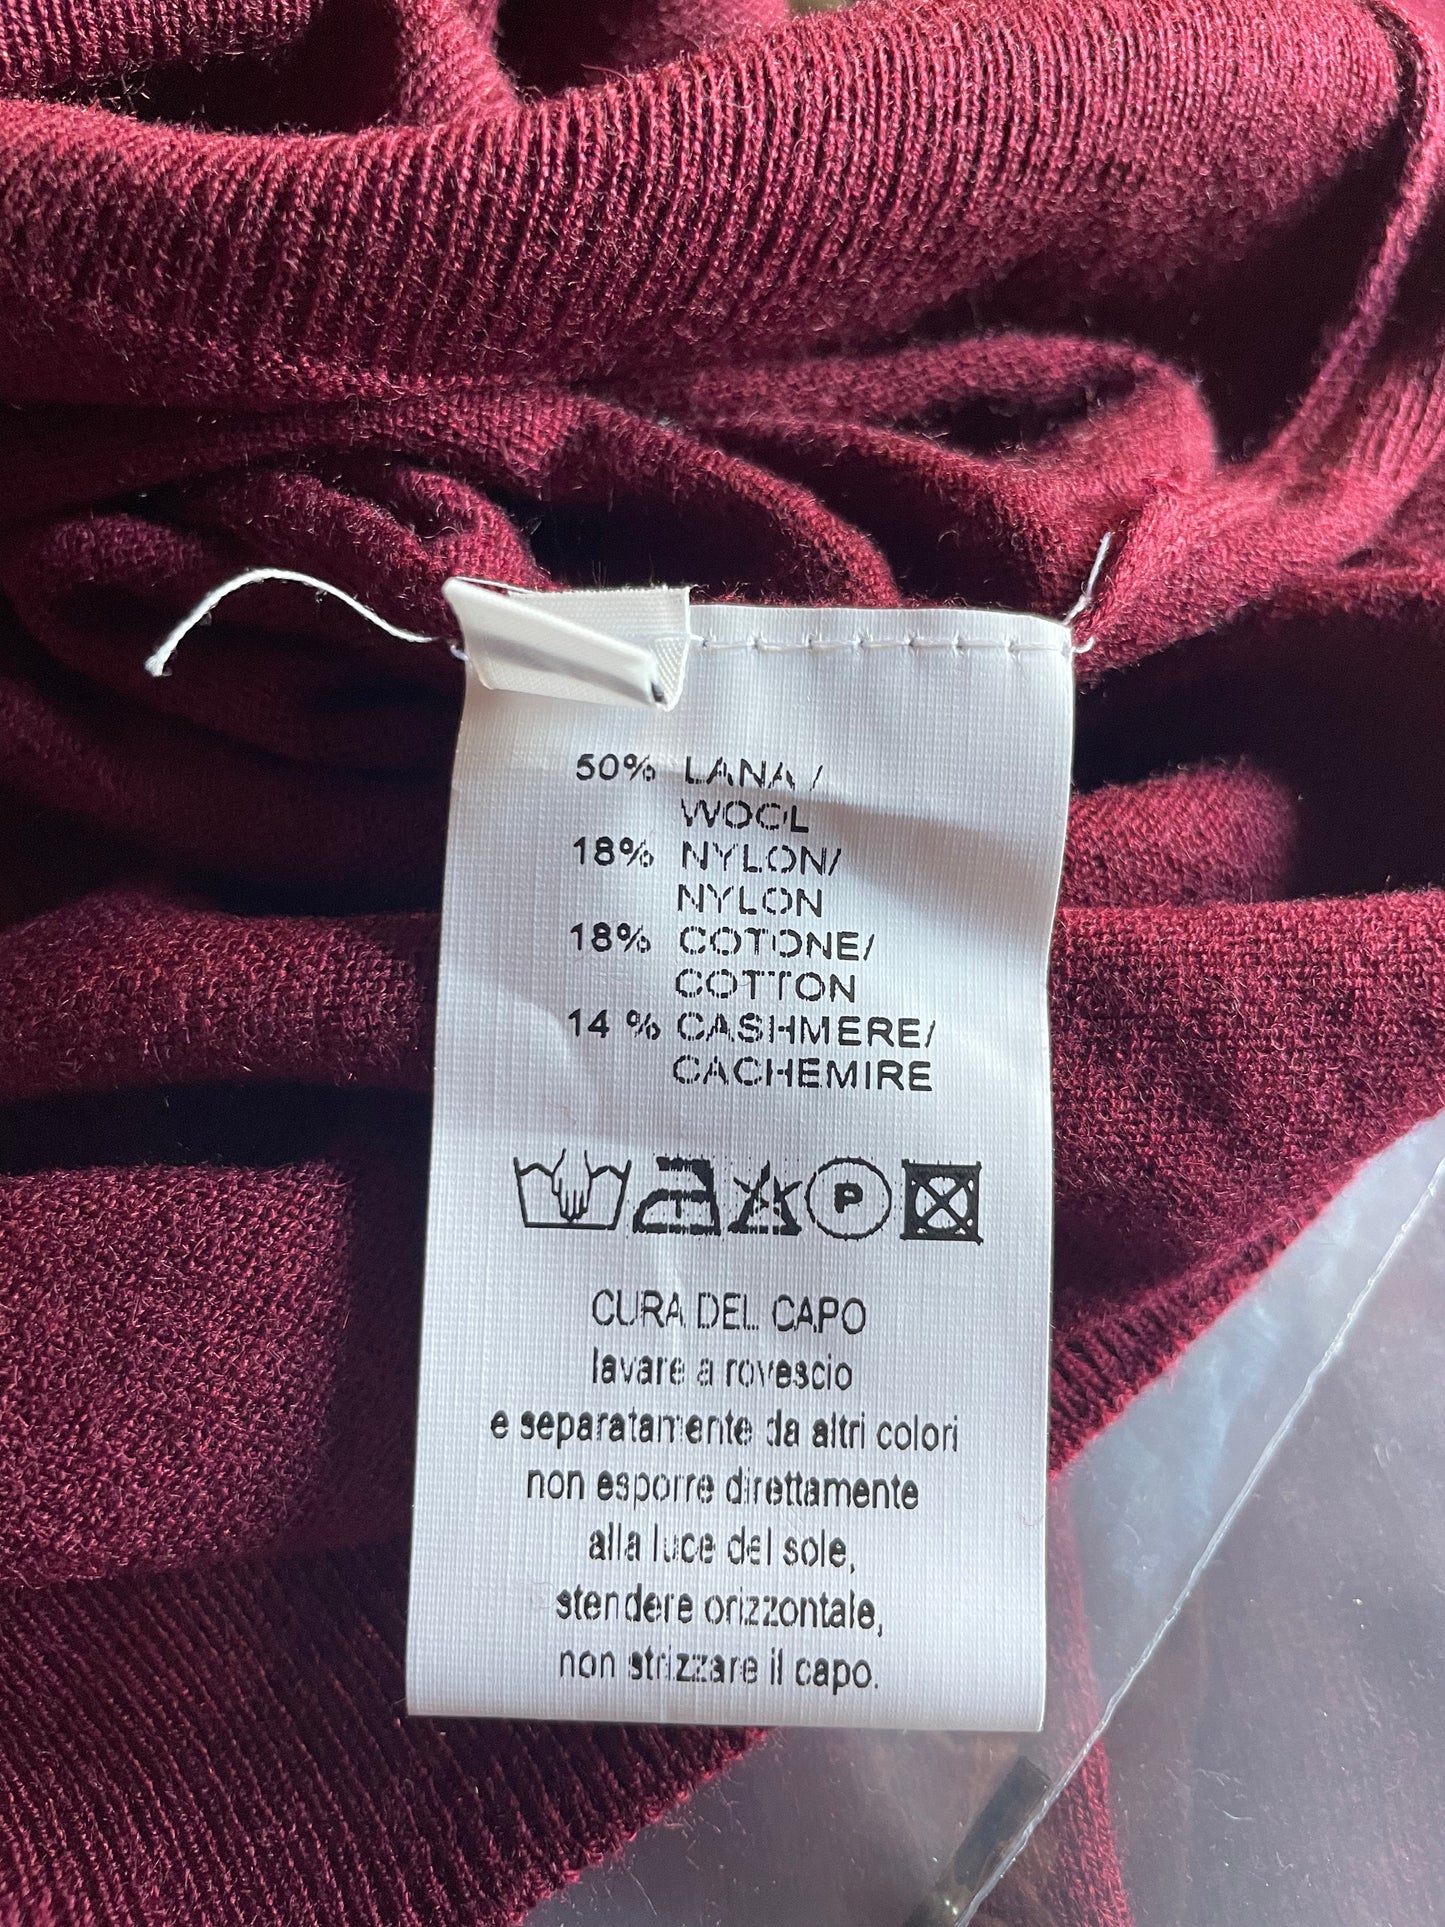 50% LANA /
WOOL
18% NYLON/
NYLON
18% COTONE/
COTTON
14 % CASHMERE/
CACHEMIRE
P
CURA DEL CAPO
lavare a rovescio
e separatamente da altri colori
non esporre direttamente
alla luce del sole,
stendere orizzontale,
non strizzare il capo.